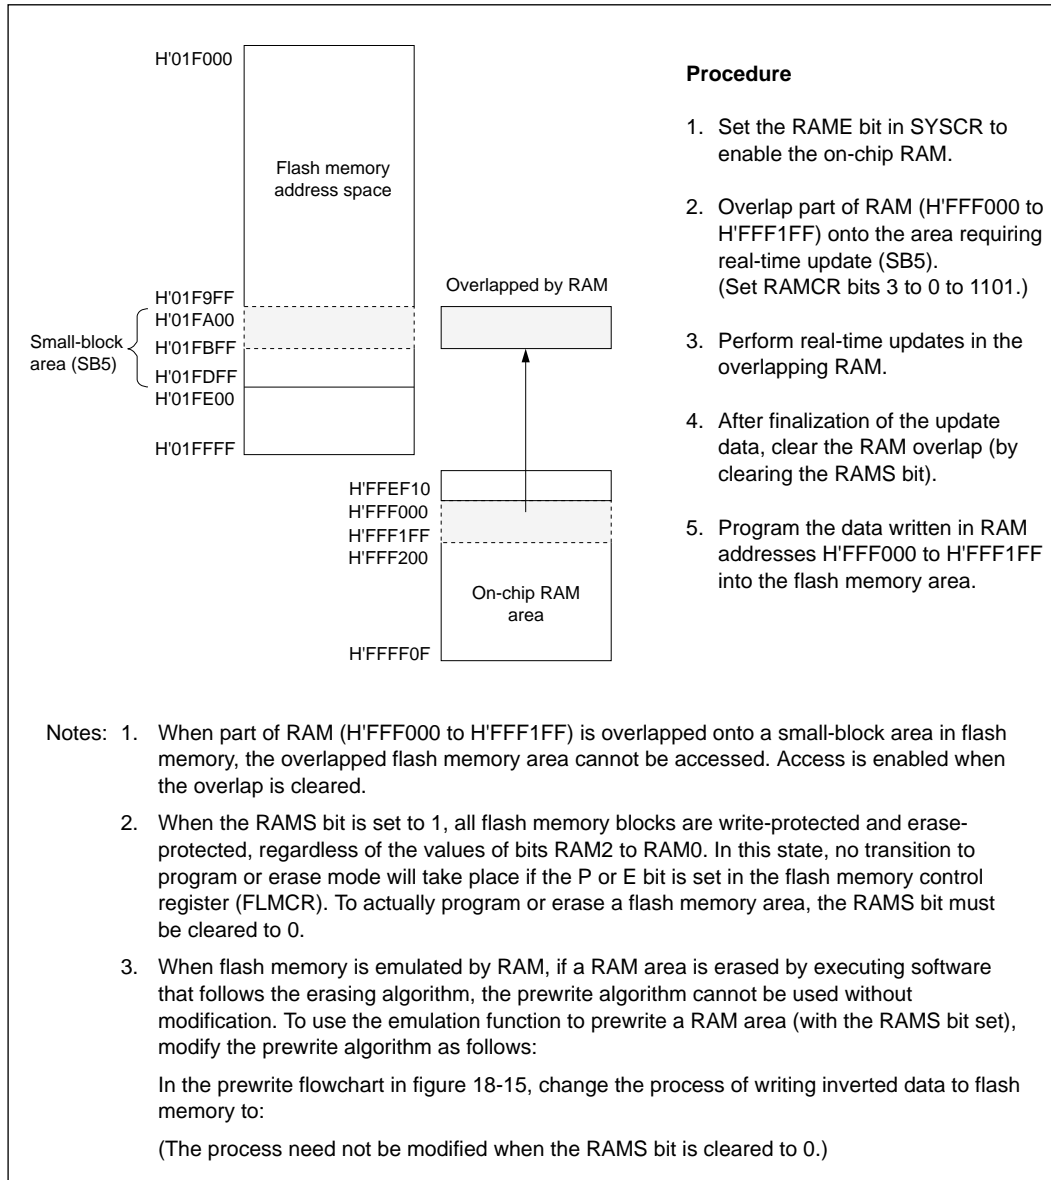 H'01F000
Flash memory
address space
H'01F9FF
H'01FA00
Small-block
area (SB5)
H'01FBFF
H'01FDFF
H'01FE00
H'01FFFF
Overlapped by RAM
H'FFEF10
H'FFF000
H'FFF1FF
H'FFF200
On-chip RAM
area
H'FFFF0F
Procedure
1. Set the RAME bit in SYSCR to
enable the on-chip RAM.
2. Overlap part of RAM (H'FFF000 to
H'FFF1FF) onto the area requiring
real-time update (SB5).
(Set RAMCR bits 3 to 0 to 1101.)
3. Perform real-time updates in the
overlapping RAM.
4. After finalization of the update
data, clear the RAM overlap (by
clearing the RAMS bit).
5. Program the data written in RAM
addresses H'FFF000 to H'FFF1FF
into the flash memory area.
Notes: 1. When part of RAM (H'FFF000 to H'FFF1FF) is overlapped onto a small-block area in flash
memory, the overlapped flash memory area cannot be accessed. Access is enabled when
the overlap is cleared.
2. When the RAMS bit is set to 1, all flash memory blocks are write-protected and erase-
protected, regardless of the values of bits RAM2 to RAM0. In this state, no transition to
program or erase mode will take place if the P or E bit is set in the flash memory control
register (FLMCR). To actually program or erase a flash memory area, the RAMS bit must
be cleared to 0.
3. When flash memory is emulated by RAM, if a RAM area is erased by executing software
that follows the erasing algorithm, the prewrite algorithm cannot be used without
modification. To use the emulation function to prewrite a RAM area (with the RAMS bit set),
modify the prewrite algorithm as follows:
In the prewrite flowchart in figure 18-15, change the process of writing inverted data to flash
memory to:
(The process need not be modified when the RAMS bit is cleared to 0.)